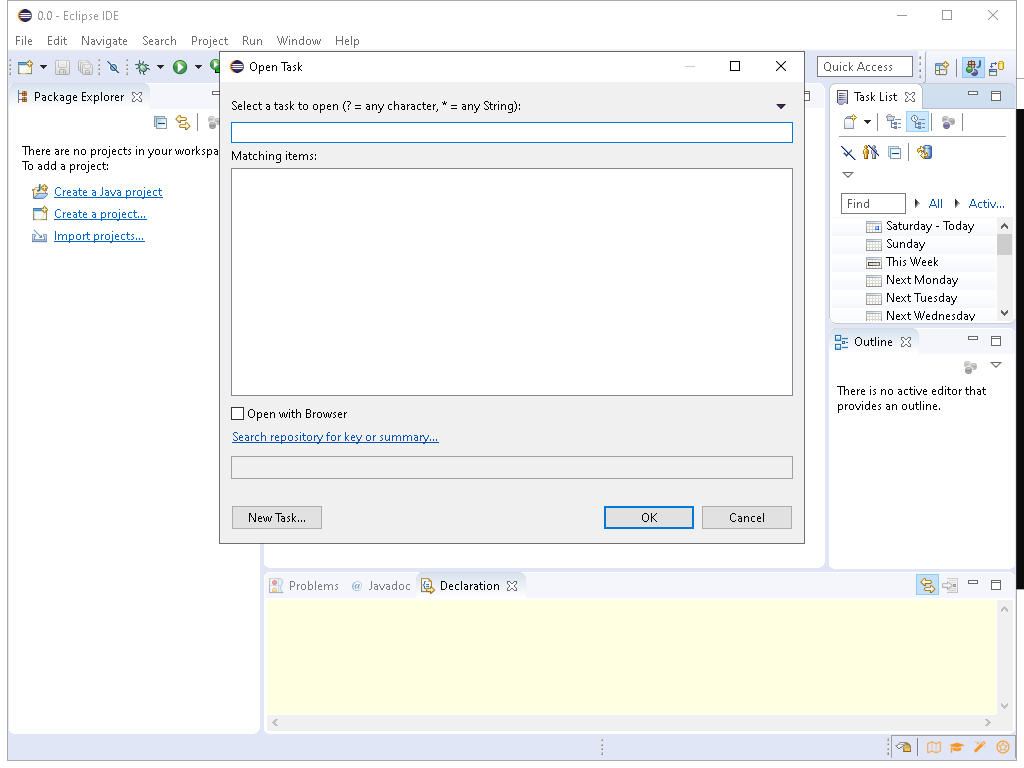 0.0 - Eclipse IDE
File Edit Navigate Search Project Run Window Help
Quick Access
Package Explorer
There are no projects in your workspa
To add a project:
Create a Java project
Create a project...
Import projects...
Open Task
Select a task to open (? = any character, * = any String):
Matching items:
Open with Browser
Search repository for key or summary...
New Task...
OK
Cancel
Task List
Find
All
Activ...
Saturday - Today
Sunday
This Week
Next Monday
Next Tuesday
Next Wednesday
Outline
There is no active editor that
provides an outline.
Problems
@ Javadoc
Declaration